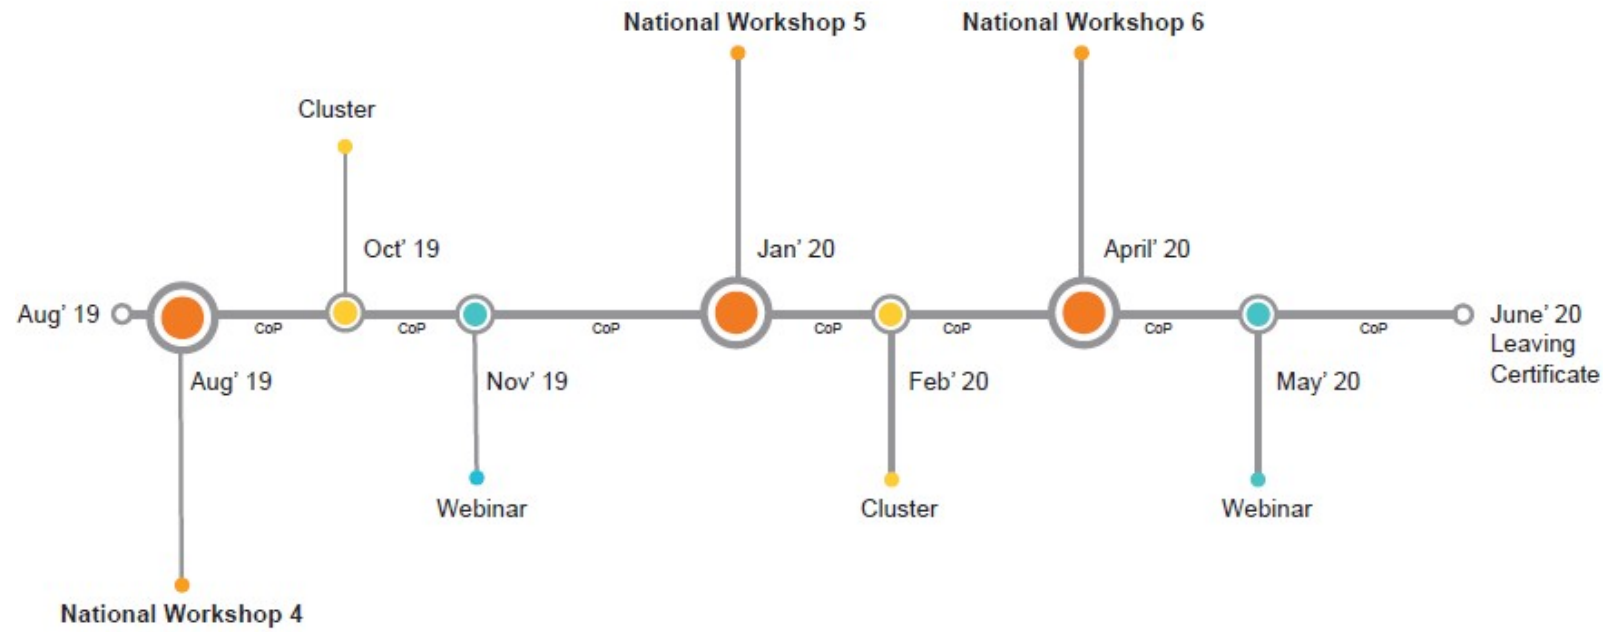 National Workshop 5
National Workshop 6
Cluster
Oct’ 19
Jan’ 20
April’ 20
Aug’ 19
CoP
CoP
CoP
CoP
CoP
CoP
CoP
June’ 20
Leaving
Certificate
Aug’ 19
Nov’ 19
Feb’ 20
May’ 20
Webinar
Cluster
Webinar
National Workshop 4